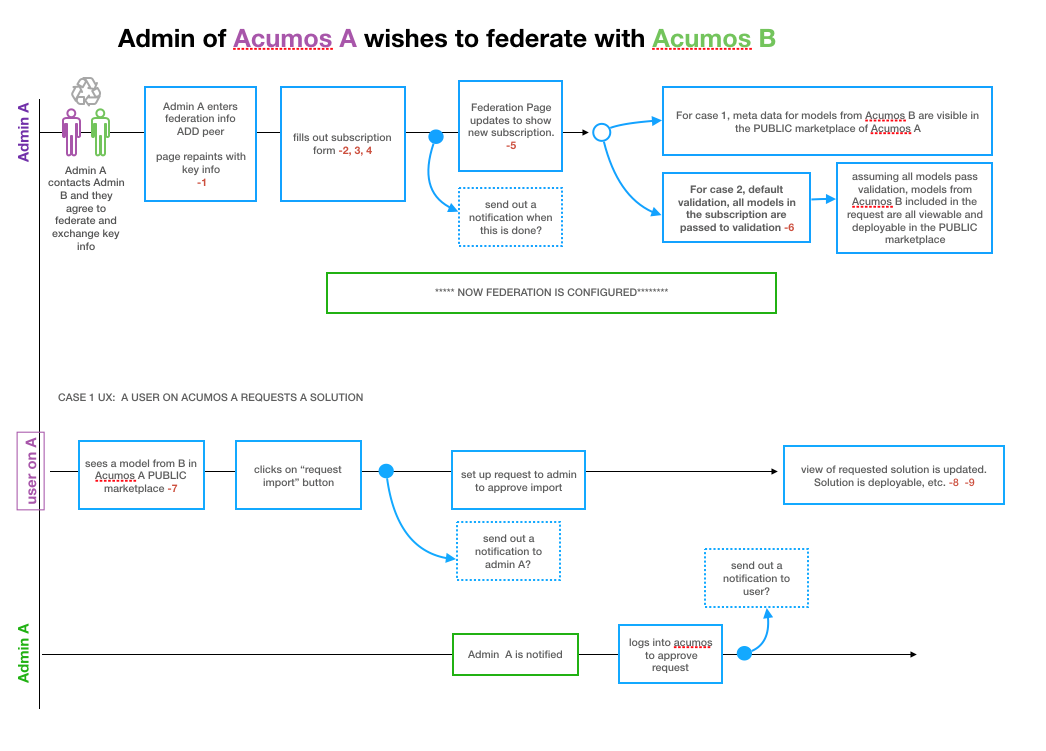 Admin of Acumos A wishes to federate with Acumos B
Admin A
Admin A
contacts Admin
B and they
agree to
federate and
exchange key
info
Admin A enters
federation info
ADD peer
page repaints with
key info
-1
fills out subscription
form -2, 3, 4
Federation Page
updates to show
new subscription.
-5
send out a
notification when
this is done?
For case 1, meta data for models from Acumos B are visible in
the PUBLIC marketplace of Acumos A
For case 2, default
validation, all models in
the subscription are
passed to validation -6
assuming all models pass
validation, models from
Acumos B included in the
request are all viewable and
deployable in the PUBLIC
marketplace
***** NOW FEDERATION IS CONFIGURED********
CASE 1 UX:  A USER ON ACUMOS A REQUESTS A SOLUTION
user on A
sees a model from B in
Acumos A PUBLIC
marketplace -7
clicks on “request
import” button
set up request to admin
to approve import
view of requested solution is updated.
Solution is deployable, etc. -8  -9
send out a
notification to
admin A?
send out a
notification to
user?
Admin A
Admin  A is notified
logs into acumos
to approve
request